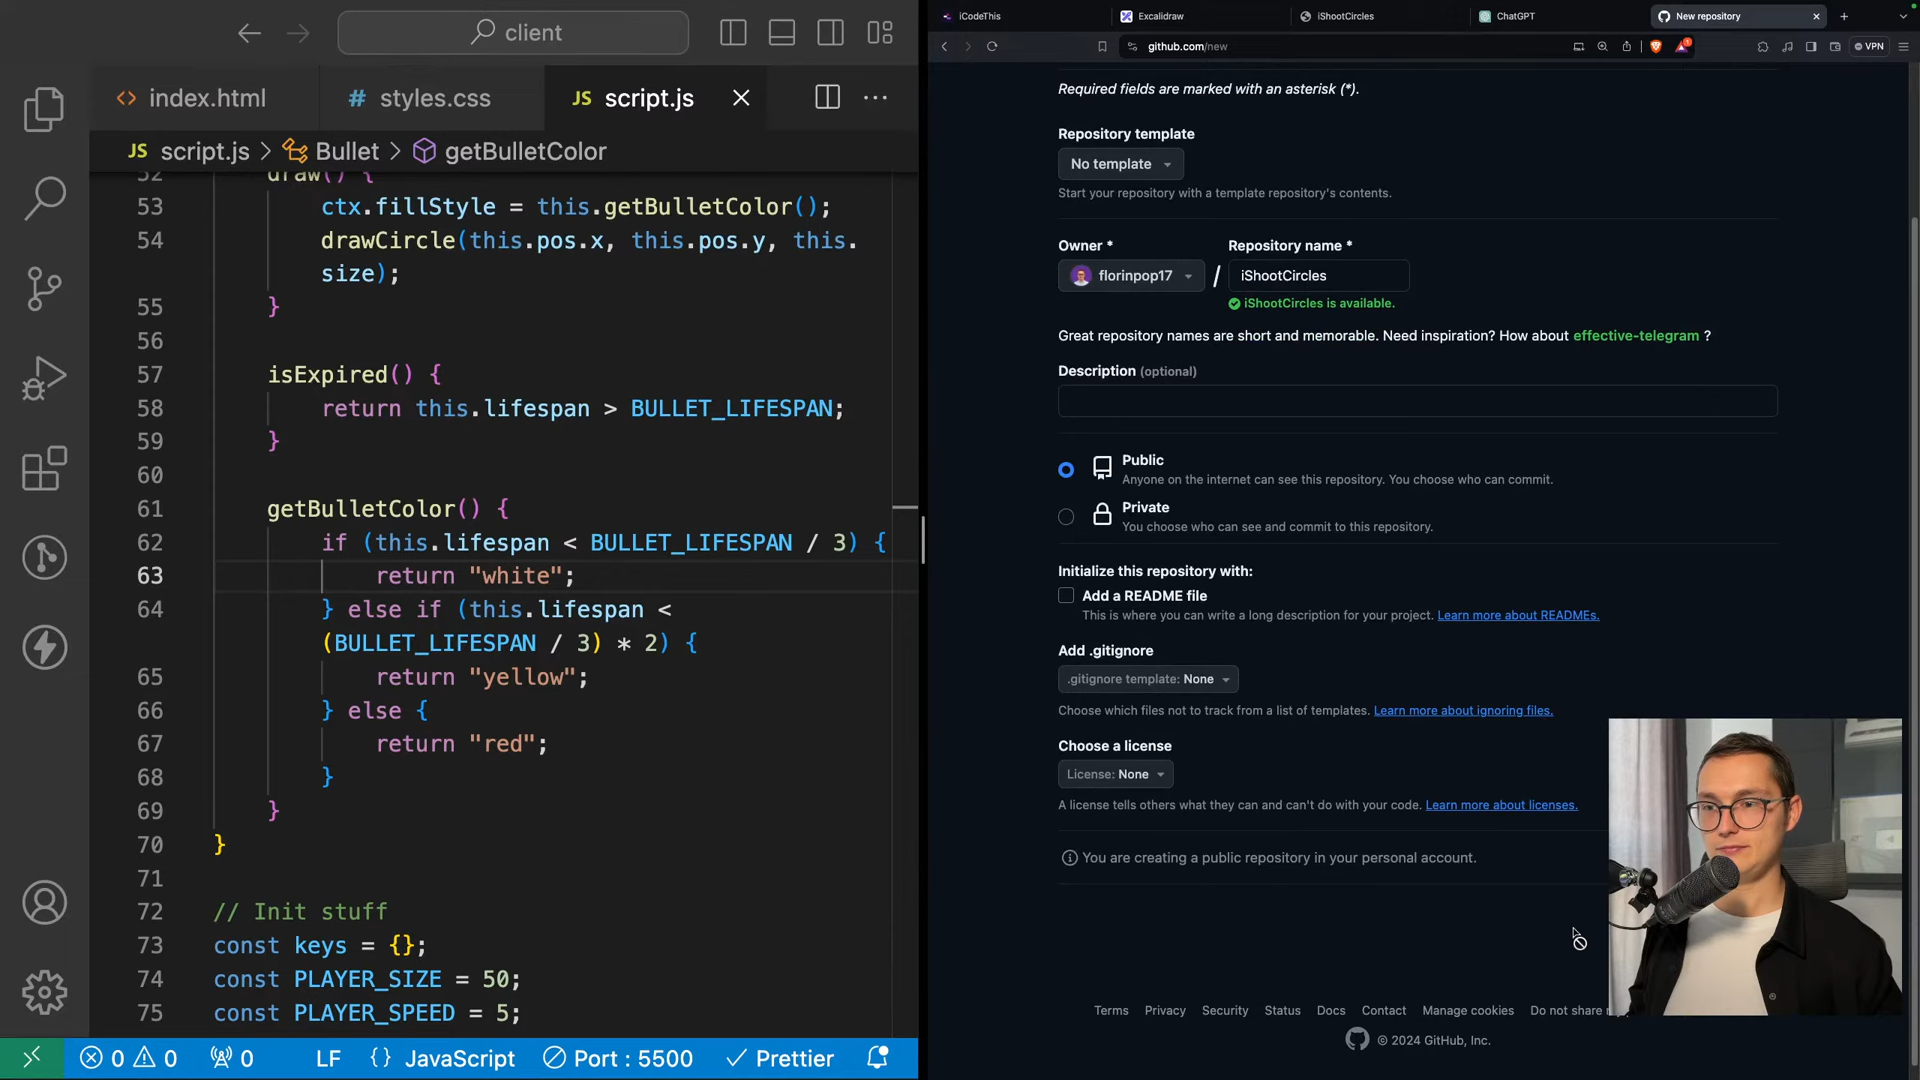 client
index.html
styles.css
JS script.js
JS script.js > Bullet > getBulletColor
52 draw() {
53 ctx.fillStyle = this.getBulletColor();
54 drawCircle(this.pos.x, this.pos.y, this.
size);
55 }
56
57 isExpired() {
58 return this.lifespan > BULLET_LIFESPAN;
59 }
60
61 getBulletColor() {
62 if (this.lifespan < BULLET_LIFESPAN / 3) {
63 return "white";
64 } else if (this.lifespan <
(BULLET_LIFESPAN / 3) * 2) {
65 return "yellow";
66 } else {
67 return "red";
68 }
69 }
70 }
71
72 // Init stuff
73 const keys = {};
74 const PLAYER_SIZE = 50;
75 const PLAYER_SPEED = 5;
0 0 0 LF {} JavaScript Port : 5500 Prettier
iCodeThis
Excalidraw
iShootCircles
ChatGPT
New repository
github.com/new
1
VPN
Required fields are marked with an asterisk (*).
Repository template
No template
Start your repository with a template repository's contents.
Owner * Repository name *
florinpop17 / iShootCircles
iShootCircles is available.
Great repository names are short and memorable. Need inspiration? How about effective-telegram ?
Description (optional)
Public
Anyone on the internet can see this repository. You choose who can commit.
Private
You choose who can see and commit to this repository.
Initialize this repository with:
Add a README file
This is where you can write a long description for your project. Learn more about READMEs.
Add .gitignore
.gitignore template: None
Choose which files not to track from a list of templates. Learn more about ignoring files.
Choose a license
License: None
A license tells others what they can and can't do with your code. Learn more about licenses.
You are creating a public repository in your personal account.
Terms Privacy Security Status Docs Contact Manage cookies Do not share
© 2024 GitHub, Inc.